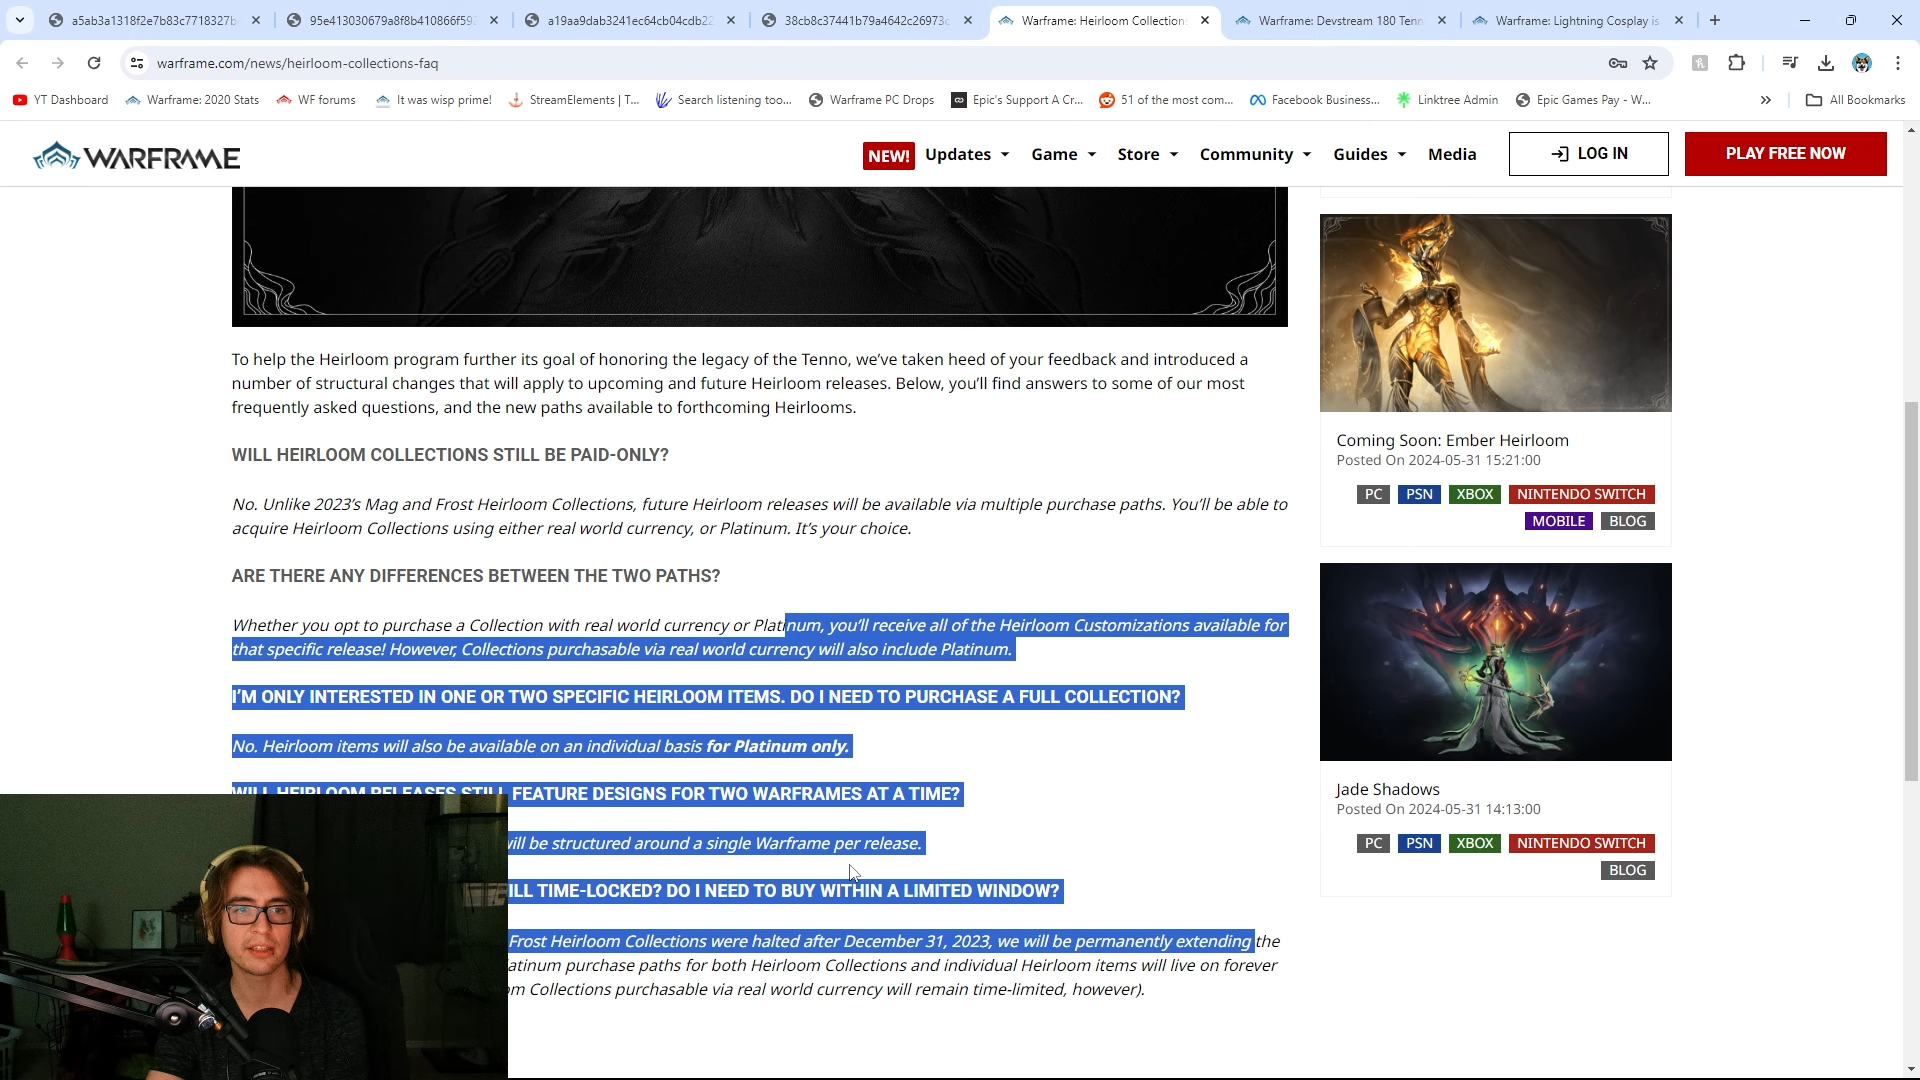 a5ab3a1318f2e7b83c7718327b
95e413030679a8f8b410866f592
a19aa9dab3241ec64cb04cdb22
38cb8c37441b79a4642c26973c
Warframe: Heirloom Collection
Warframe: Devstream 180 Tenn
Warframe: Lightning Cosplay is
warframe.com/news/heirloom-collections-faq
YT Dashboard
Warframe: 2020 Stats
WF forums
It was wisp prime!
StreamElements | T...
Search listening too...
Warframe PC Drops
Epic's Support A Cr...
51 of the most com...
Facebook Business...
Linktree Admin
Epic Games Pay - W...
All Bookmarks
WARFRAME
NEW! Updates
Game
Store
Community
Guides
Media
LOG IN
PLAY FREE NOW
To help the Heirloom program further its goal of honoring the legacy of the Tenno, we’ve taken heed of your feedback and introduced a
number of structural changes that will apply to upcoming and future Heirloom releases. Below, you’ll find answers to some of our most
frequently asked questions, and the new paths available to forthcoming Heirlooms.
WILL HEIRLOOM COLLECTIONS STILL BE PAID-ONLY?
No. Unlike 2023’s Mag and Frost Heirloom Collections, future Heirloom releases will be available via multiple purchase paths. You’ll be able to
acquire Heirloom Collections using either real world currency, or Platinum. It’s your choice.
ARE THERE ANY DIFFERENCES BETWEEN THE TWO PATHS?
Whether you opt to purchase a Collection with real world currency or Platinum, you’ll receive all of the Heirloom Customizations available for
that specific release! However, Collections purchasable via real world currency will also include Platinum.
I’M ONLY INTERESTED IN ONE OR TWO SPECIFIC HEIRLOOM ITEMS. DO I NEED TO PURCHASE A FULL COLLECTION?
No. Heirloom items will also be available on an individual basis for Platinum only.
WILL HEIRLOOM RELEASES STILL FEATURE DESIGNS FOR TWO WARFRAMES AT A TIME?
will be structured around a single Warframe per release.
ILL TIME-LOCKED? DO I NEED TO BUY WITHIN A LIMITED WINDOW?
Frost Heirloom Collections were halted after December 31, 2023, we will be permanently extending the
atinum purchase paths for both Heirloom Collections and individual Heirloom items will live on forever
om Collections purchasable via real world currency will remain time-limited, however).
Coming Soon: Ember Heirloom
Posted On 2024-05-31 15:21:00
PC PSN XBOX NINTENDO SWITCH
MOBILE BLOG
Jade Shadows
Posted On 2024-05-31 14:13:00
PC PSN XBOX NINTENDO SWITCH
BLOG